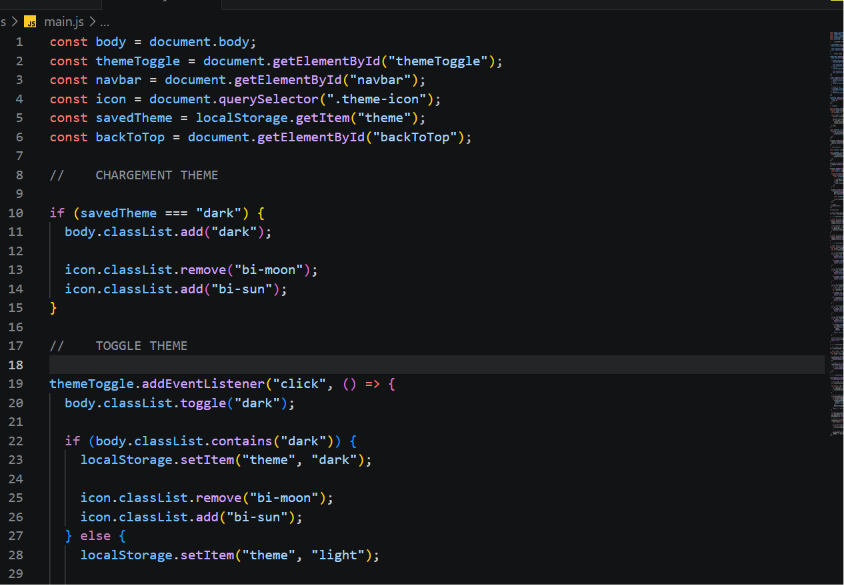 s > JS main.js > ...
1 const body = document.body;
2 const themeToggle = document.getElementById("themeToggle");
3 const navbar = document.getElementById("navbar");
4 const icon = document.querySelector(".theme-icon");
5 const savedTheme = localStorage.getItem("theme");
6 const backToTop = document.getElementById("backToTop");
7
8 //    CHARGEMENT THEME
9
10 if (savedTheme === "dark") {
11   body.classList.add("dark");
12
13   icon.classList.remove("bi-moon");
14   icon.classList.add("bi-sun");
15 }
16
17 //    TOGGLE THEME
18
19 themeToggle.addEventListener("click", () => {
20   body.classList.toggle("dark");
21
22   if (body.classList.contains("dark")) {
23     localStorage.setItem("theme", "dark");
24
25     icon.classList.remove("bi-moon");
26     icon.classList.add("bi-sun");
27   } else {
28     localStorage.setItem("theme", "light");
29